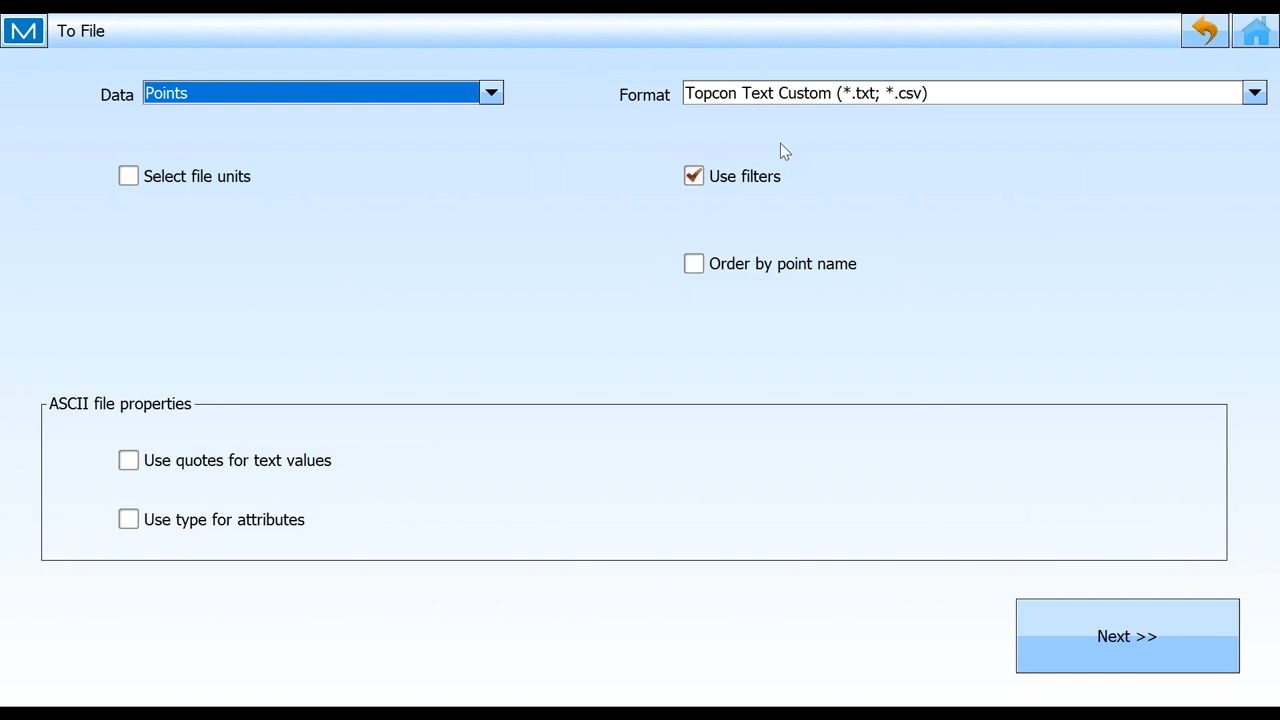 To File
Data
Points
Format
Topcon Text Custom (*.txt; *.csv)
Select file units
Use filters
Order by point name
ASCII file properties
Use quotes for text values
Use type for attributes
Next >>